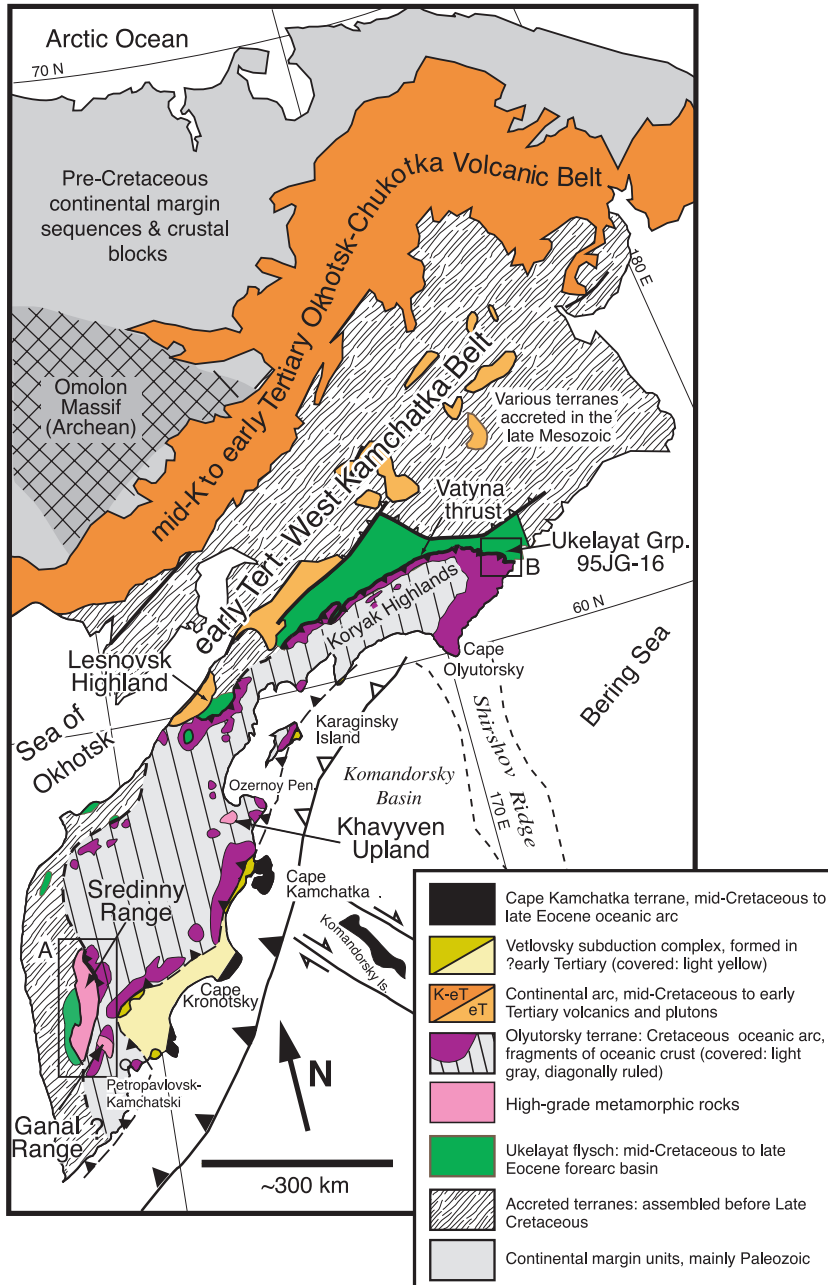 Arctic Ocean
70 N
Pre-Cretaceous
continental margin
sequences & crustal
blocks
mid-K to early Tertiary Okhotsk-Chukotka Volcanic Belt
180 E
Omolon
Massif
(Archean)
early Tert. West Kamchatka Belt
Various terranes
accreted in the
late Mesozoic
Vatyna
thrust
Ukelayat Grp.
95JG-16
B
Koryak Highlands
60 N
Cape
Olyutorsky
Bering Sea
Lesnovsk
Highland
Sea of
Okhotsk
Karaginsky
Island
Shirshov Ridge
Ozernoy Pen.
Komandorsky
Basin
170 E
Khavyven
Upland
Cape
Kamchatka
Sredinny
Range
A
Komandorsky Is.
Cape
Kronotsky
Petropavlovsk-
Kamchatski
N
Ganal ?
Range
~300 km
Cape Kamchatka terrane, mid-Cretaceous to
late Eocene oceanic arc
Vetlovsky subduction complex, formed in
?early Tertiary (covered: light yellow)
K-eT
eT
Continental arc, mid-Cretaceous to early
Tertiary volcanics and plutons
Olyutorsky terrane: Cretaceous oceanic arc,
fragments of oceanic crust (covered: light
gray, diagonally ruled)
High-grade metamorphic rocks
Ukelayat flysch: mid-Cretaceous to late
Eocene forearc basin
Accreted terranes: assembled before Late
Cretaceous
Continental margin units, mainly Paleozoic